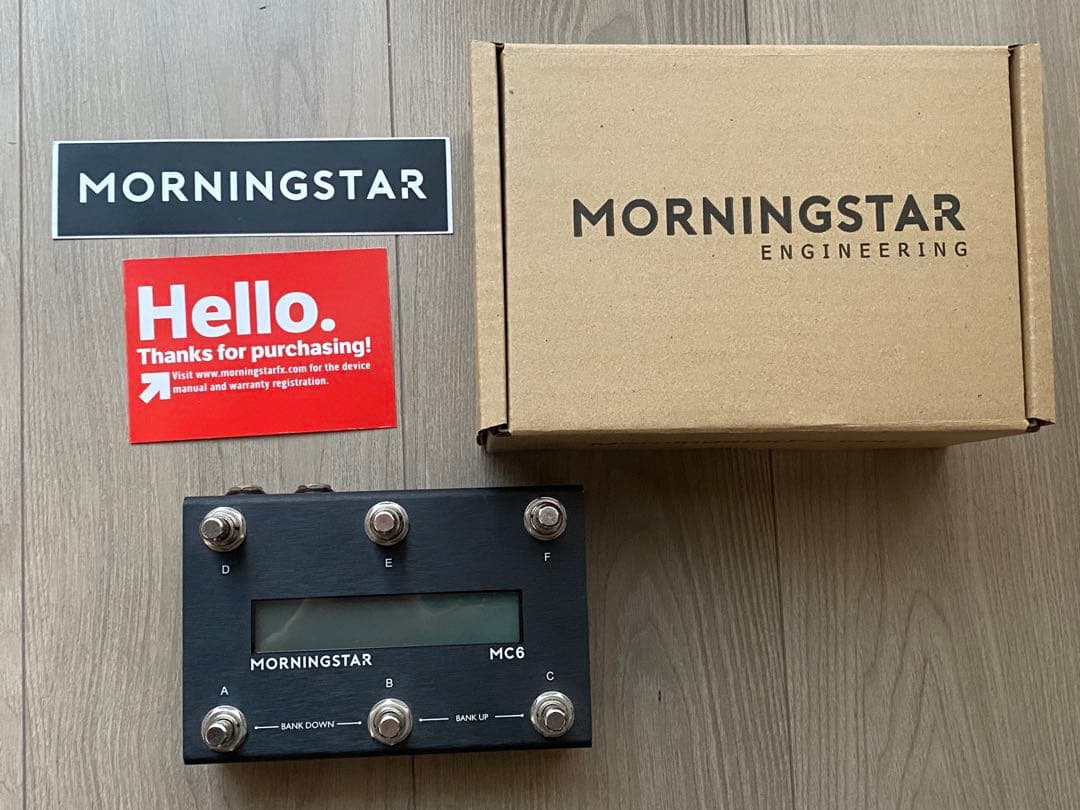 MORNINGSTAR
Hello.
Thanks for purchasing!
Visit www.morningstarfx.com for the device
manual and warranty registration.
MORNINGSTAR
ENGINEERING
D
E
F
MORNINGSTAR
MC6
A
B
C
BANK DOWN
BANK UP